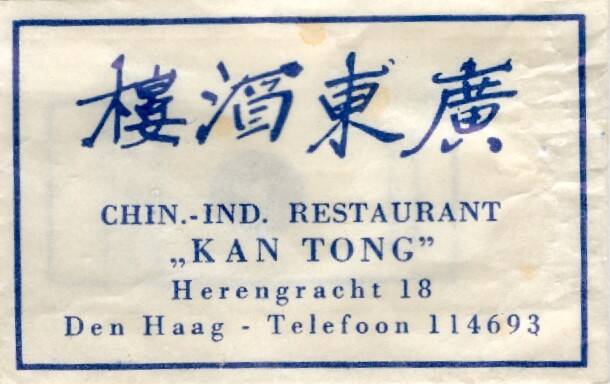 廣東酒樓
CHIN.-IND. RESTAURANT
„KAN TONG”
Herengracht 18
Den Haag - Telefoon 114693